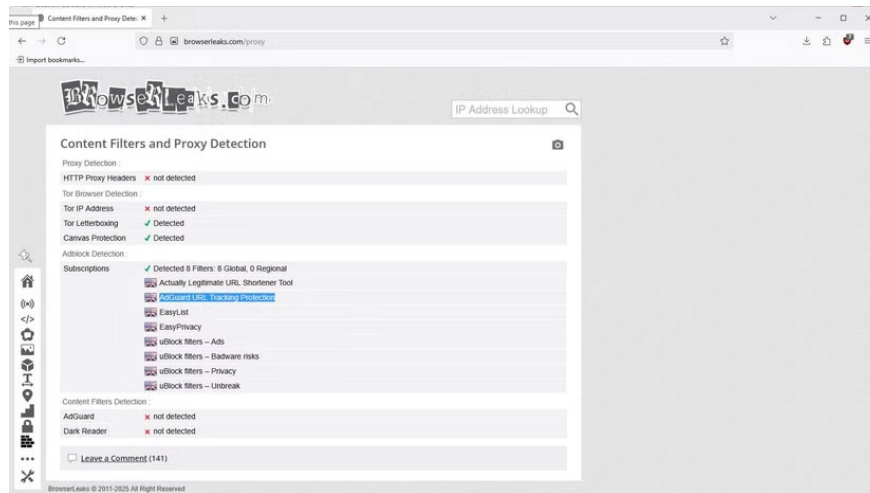 this page
Content Filters and Proxy Detec
browserleaks.com/proxy
Import bookmarks...
BrowserLeaks.com
IP Address Lookup
Content Filters and Proxy Detection
Proxy Detection :
HTTP Proxy Headers × not detected
Tor Browser Detection :
Tor IP Address × not detected
Tor Letterboxing ✓ Detected
Canvas Protection ✓ Detected
Adblock Detection :
Subscriptions ✓ Detected 8 Filters: 8 Global, 0 Regional
Actually Legitimate URL Shortener Tool
AdGuard URL Tracking Protection
EasyList
EasyPrivacy
uBlock filters – Ads
uBlock filters – Badware risks
uBlock filters – Privacy
uBlock filters – Unbreak
Content Filters Detection :
AdGuard × not detected
Dark Reader × not detected
Leave a Comment (141)
BrowserLeaks © 2011-2025 All Right Reserved